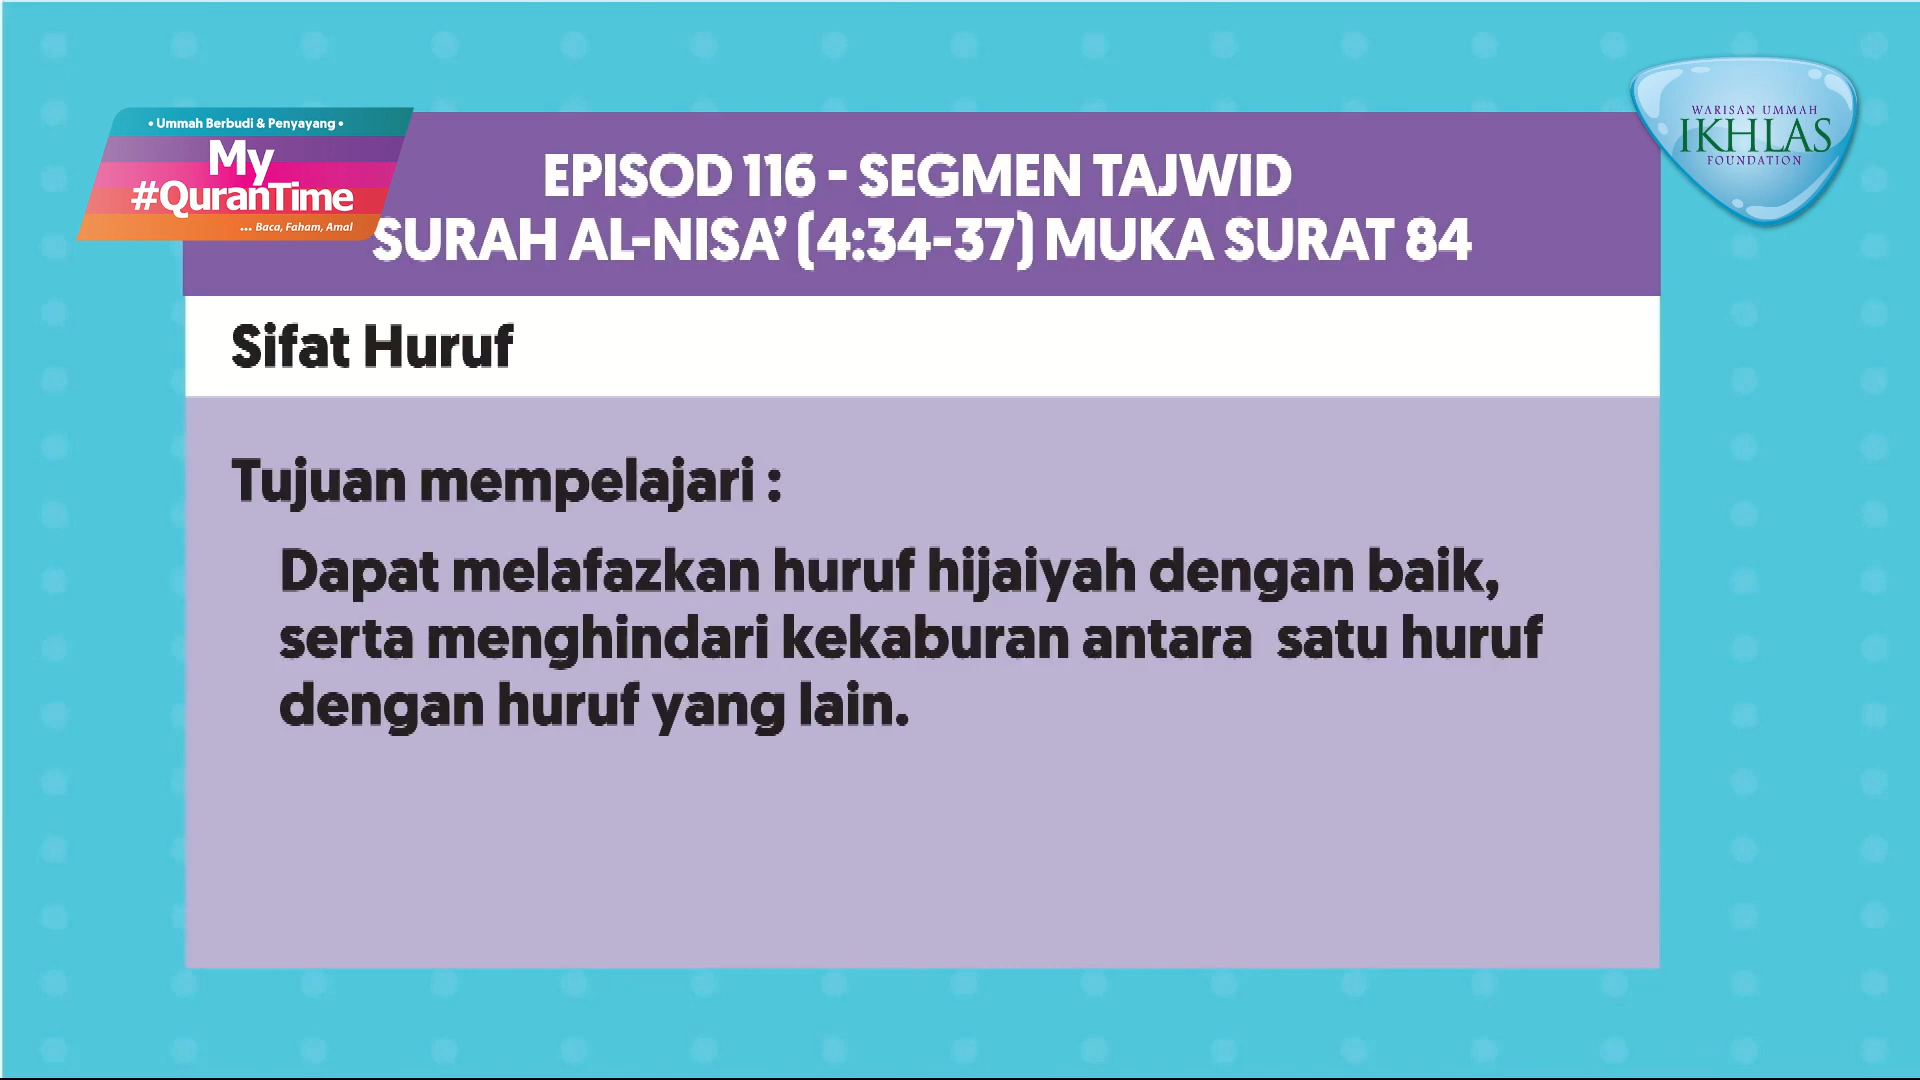 • Ummah Berbudi & Penyayang •
My
#QuranTime
... Baca, Faham, Amal
WARISAN UMMAH
IKHLAS
FOUNDATION
EPISOD 116 - SEGMEN TAJWID
SURAH AL-NISA’ (4:34-37) MUKA SURAT 84
Sifat Huruf
Tujuan mempelajari :
Dapat melafazkan huruf hijaiyah dengan baik,
serta menghindari kekaburan antara satu huruf
dengan huruf yang lain.